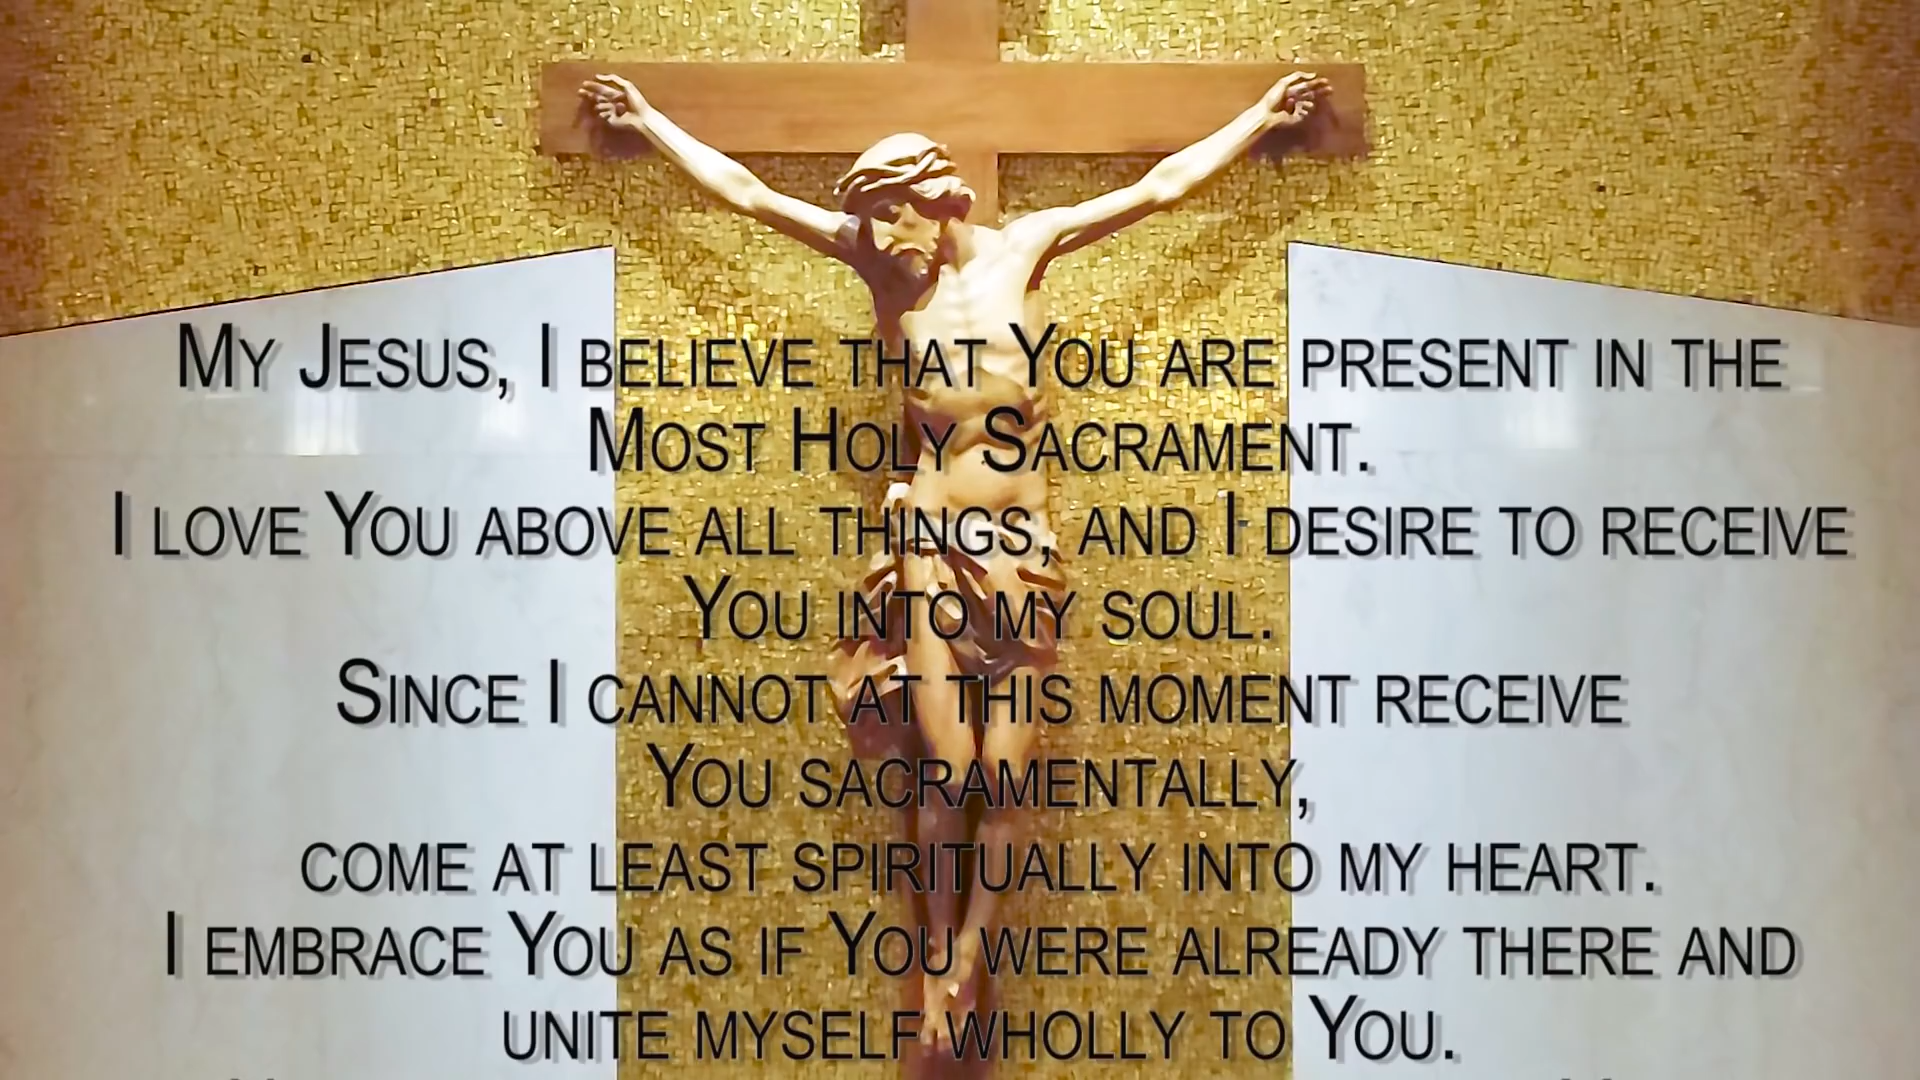 My Jesus, I believe that You are present in the
Most Holy Sacrament.
I love You above all things, and I desire to receive
You into my soul.
Since I cannot at this moment receive
You sacramentally,
come at least spiritually into my heart.
I embrace You as if You were already there and
unite myself wholly to You.